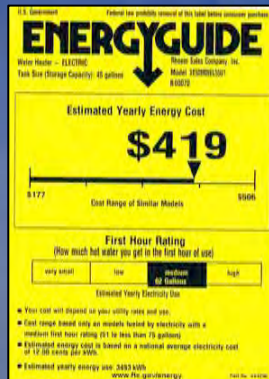 U.S. Government Federal law prohibits removal of this label before consumer purchase
ENERGYGUIDE
Water Heater – ELECTRIC
Tank Size (Storage Capacity): 45 gallons
Rheem Sales Company, Inc.
Model
Estimated Yearly Energy Cost
$419
$177
Cost Range of Similar Models
First Hour Rating
(How much hot water you get in the first hour of use)
very small low medium high
62 Gallons
Estimated Yearly Electricity Use
Your cost will depend on your utility rates and use.
Cost range based only on models fueled by electricity with a
medium first hour rating (51 to less than 75 gallons)
Estimated energy cost is based on a national average electricity cost
of 12.00 cents per kWh.
Estimated yearly energy use: 3493 kWh
www.ftc.gov/energy